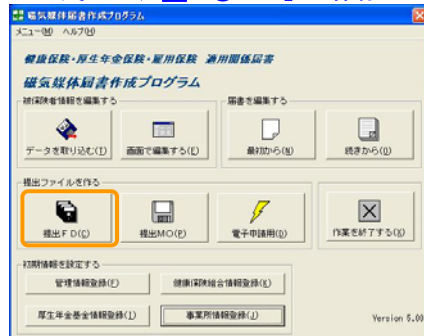 磁気媒体届書作成プログラム
メニュー(M) ヘルプ(H)
健康保険・厚生年金保険・雇用保険 適用関係届書
磁気媒体届書作成プログラム
被保険者情報を編集する
届書を編集する
データを取り込む(I)
画面で編集する(E)
最初から(N)
続きから(O)
提出ファイルを作る
提出FD(C)
提出MO(P)
電子申請用(D)
作業を終了する(X)
初期情報を設定する
管理情報登録(F)
健康保険組合情報登録(K)
厚生年金基金情報登録(L)
事業所情報登録(J)
Version 5.00